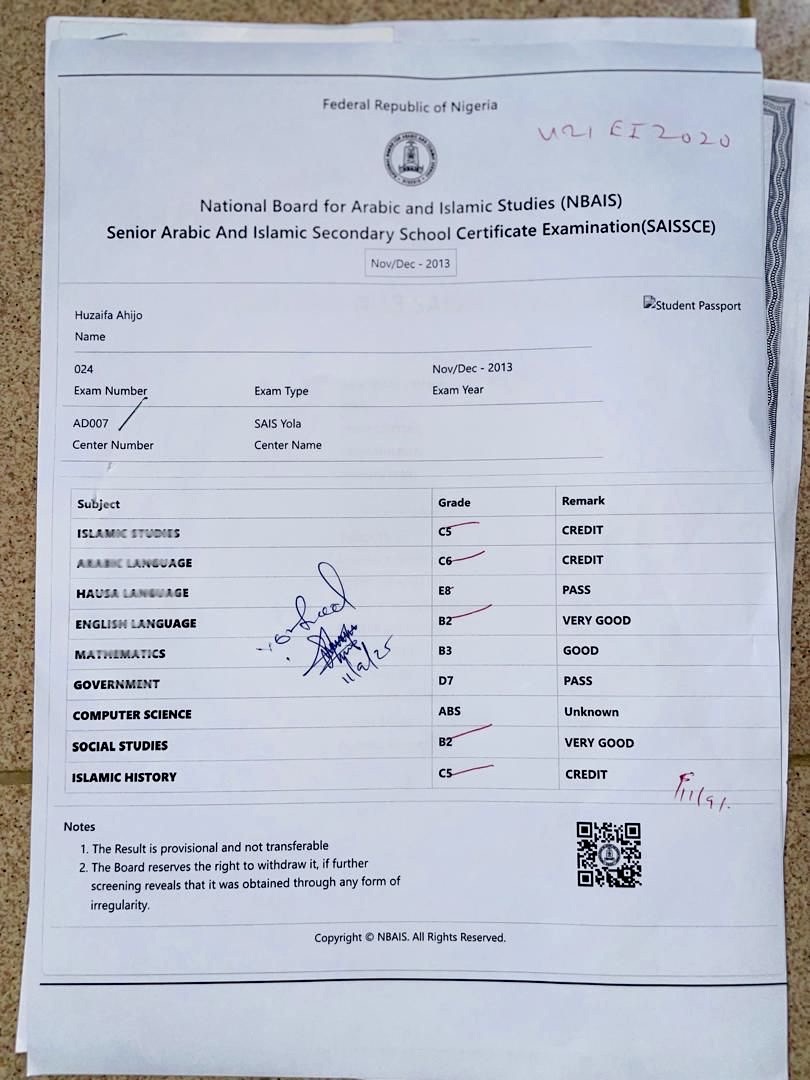 Federal Republic of Nigeria
U21 EI2020
National Board for Arabic and Islamic Studies (NBAIS)
Senior Arabic And Islamic Secondary School Certificate Examination(SAISSCE)
Nov/Dec - 2013
Student Passport
Huzaifa Ahijo
Name
024 Nov/Dec - 2013
Exam Number Exam Type Exam Year
AD007 SAIS Yola
Center Number Center Name
Subject Grade Remark
ISLAMIC STUDIES C5 CREDIT
ARABIC LANGUAGE C6 CREDIT
HAUSA LANGUAGE E8 PASS
ENGLISH LANGUAGE B2 VERY GOOD
MATHEMATICS B3 GOOD
GOVERNMENT D7 PASS
COMPUTER SCIENCE ABS Unknown
SOCIAL STUDIES B2 VERY GOOD
ISLAMIC HISTORY C5 CREDIT
11/9/25
11/9/.
Notes
1. The Result is provisional and not transferable
2. The Board reserves the right to withdraw it, if further
screening reveals that it was obtained through any form of
irregularity.
Copyright © NBAIS. All Rights Reserved.